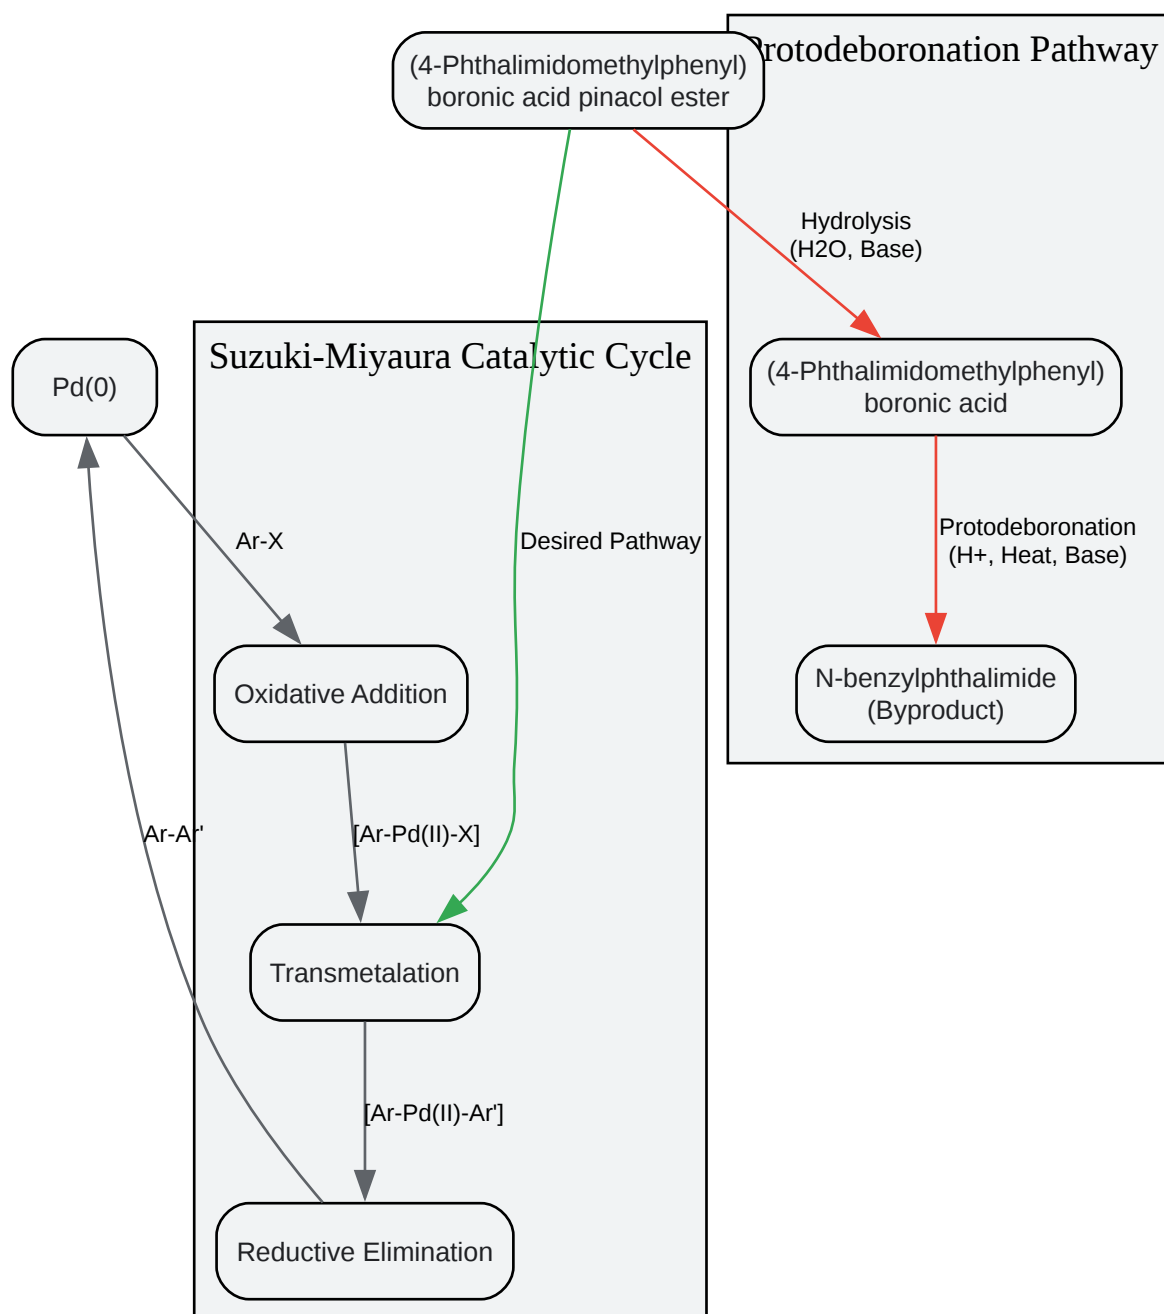 (4-Phthalimidomethylphenyl)
boronic acid pinacol ester
Protodeboronation Pathway
Hydrolysis
(H2O, Base)
Suzuki-Miyaura Catalytic Cycle
Pd(0)
(4-Phthalimidomethylphenyl)
boronic acid
Ar-X
Desired Pathway
Protodeboronation
(H+, Heat, Base)
Oxidative Addition
N-benzylphthalimide
(Byproduct)
Ar-Ar'
[Ar-Pd(II)-X]
Transmetalation
[Ar-Pd(II)-Ar']
Reductive Elimination